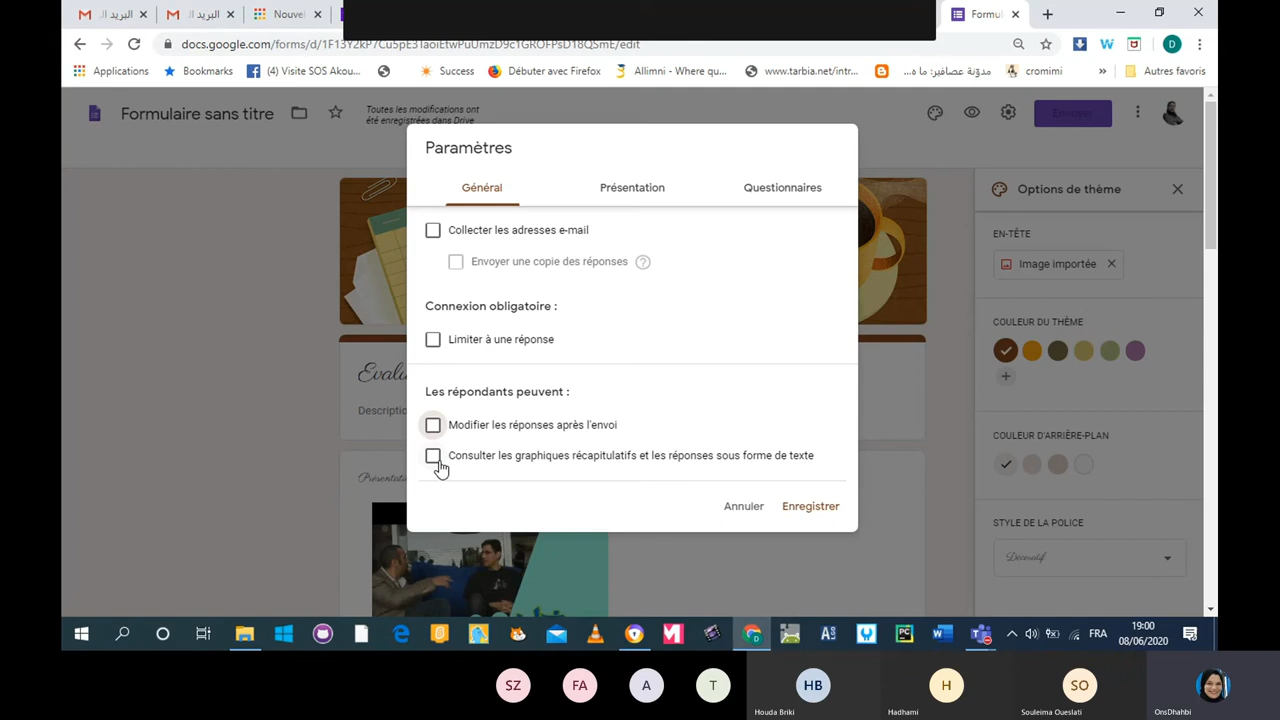 البريد ال
البريد ال
Nouvel
Formul
docs.google.com/forms/d/1F13Y2kP7Cu5pE3TaoiEtwPuUmzD9c1GROFPsD18QSmE/edit
Applications
Bookmarks
(4) Visite SOS Akou...
Success
Débuter avec Firefox
Allimni - Where qu...
www.tarbia.net/intr...
مدوّنة عصافير: ما ه...
cromimi
»
Autres favoris
D
Formulaire sans titre
Toutes les modifications ont
été enregistrées dans Drive
Envoyer
Paramètres
Général
Présentation
Questionnaires
Collecter les adresses e-mail
Envoyer une copie des réponses
Connexion obligatoire :
Limiter à une réponse
Les répondants peuvent :
Modifier les réponses après l'envoi
Consulter les graphiques récapitulatifs et les réponses sous forme de texte
Annuler
Enregistrer
Evalu
Descriptio
Présentati
Options de thème
EN-TÊTE
Image importée
COULEUR DU THÈME
COULEUR D'ARRIÈRE-PLAN
STYLE DE LA POLICE
Décoratif
FRA
19:00
08/06/2020
SZ
FA
A
T
HB
H
SO
Houda Briki
Hadhami
Souleima Oueslati
OnsDhahbi